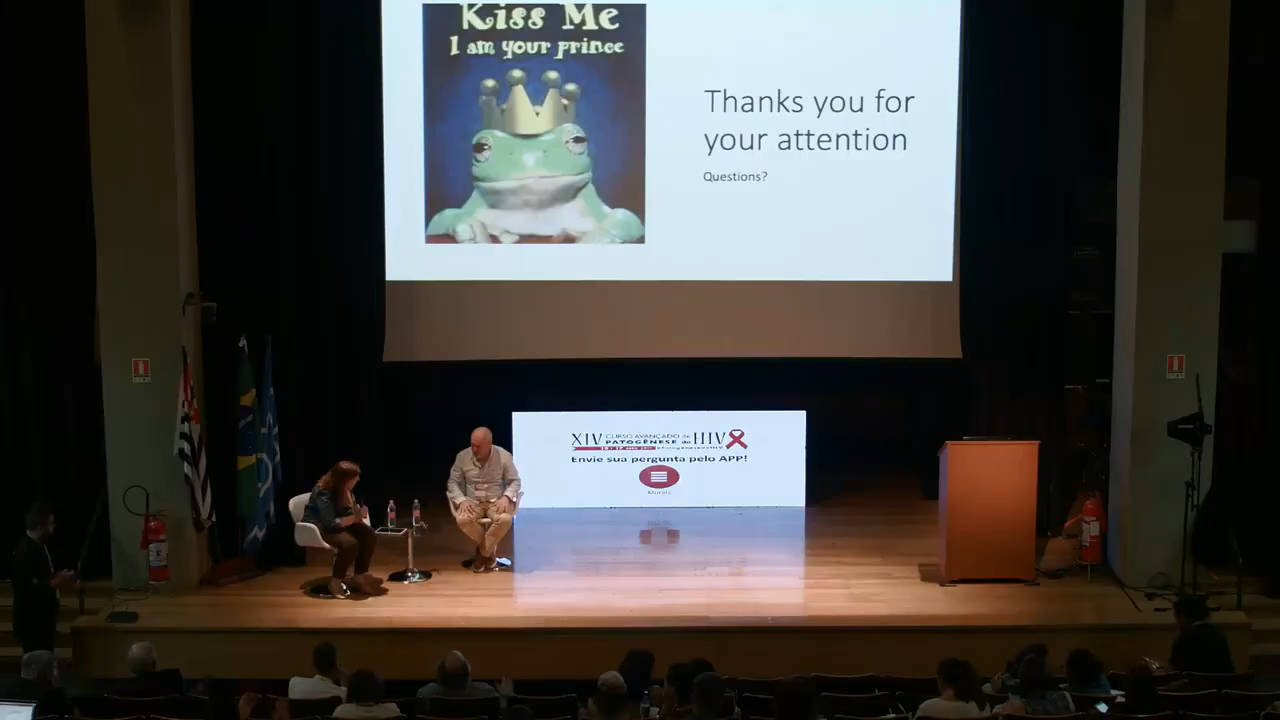 Kiss Me
I am your prince
Thanks you for
your attention
Questions?
XIV CURSO AVANÇADO de
PATOGÊNESE do HIV
Envie sua pergunta pelo APP!